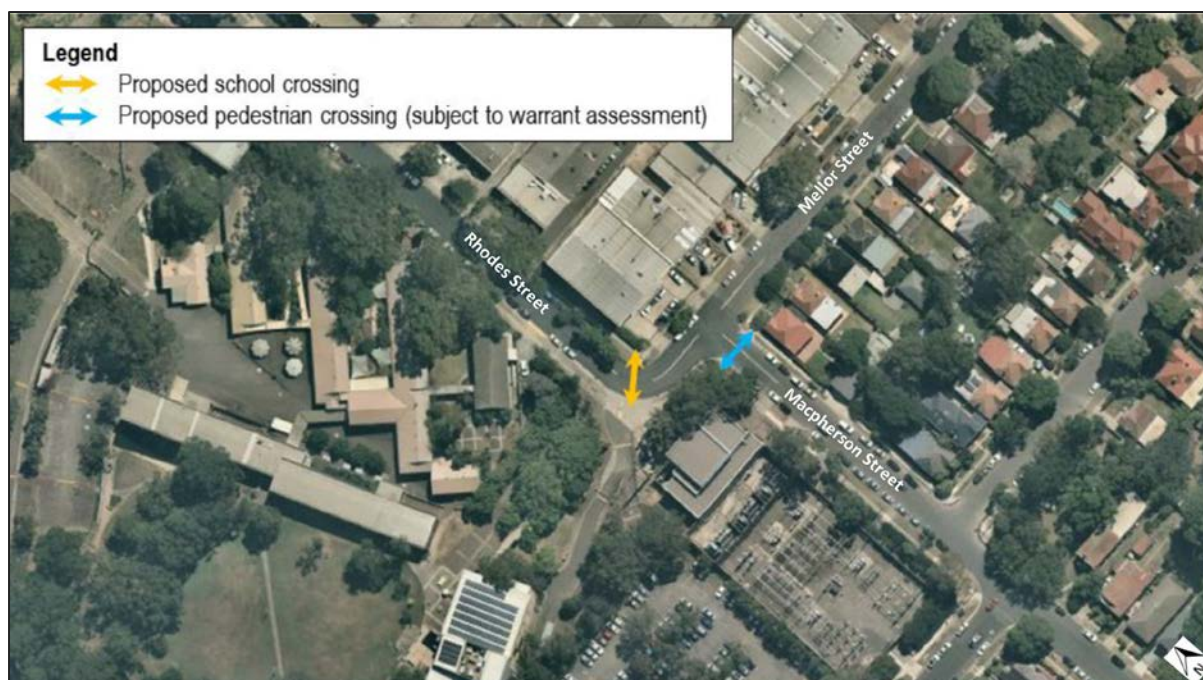 Legend
Proposed school crossing
Proposed pedestrian crossing (subject to warrant assessment)
Mellor Street
Rhodes Street
Macpherson Street
N